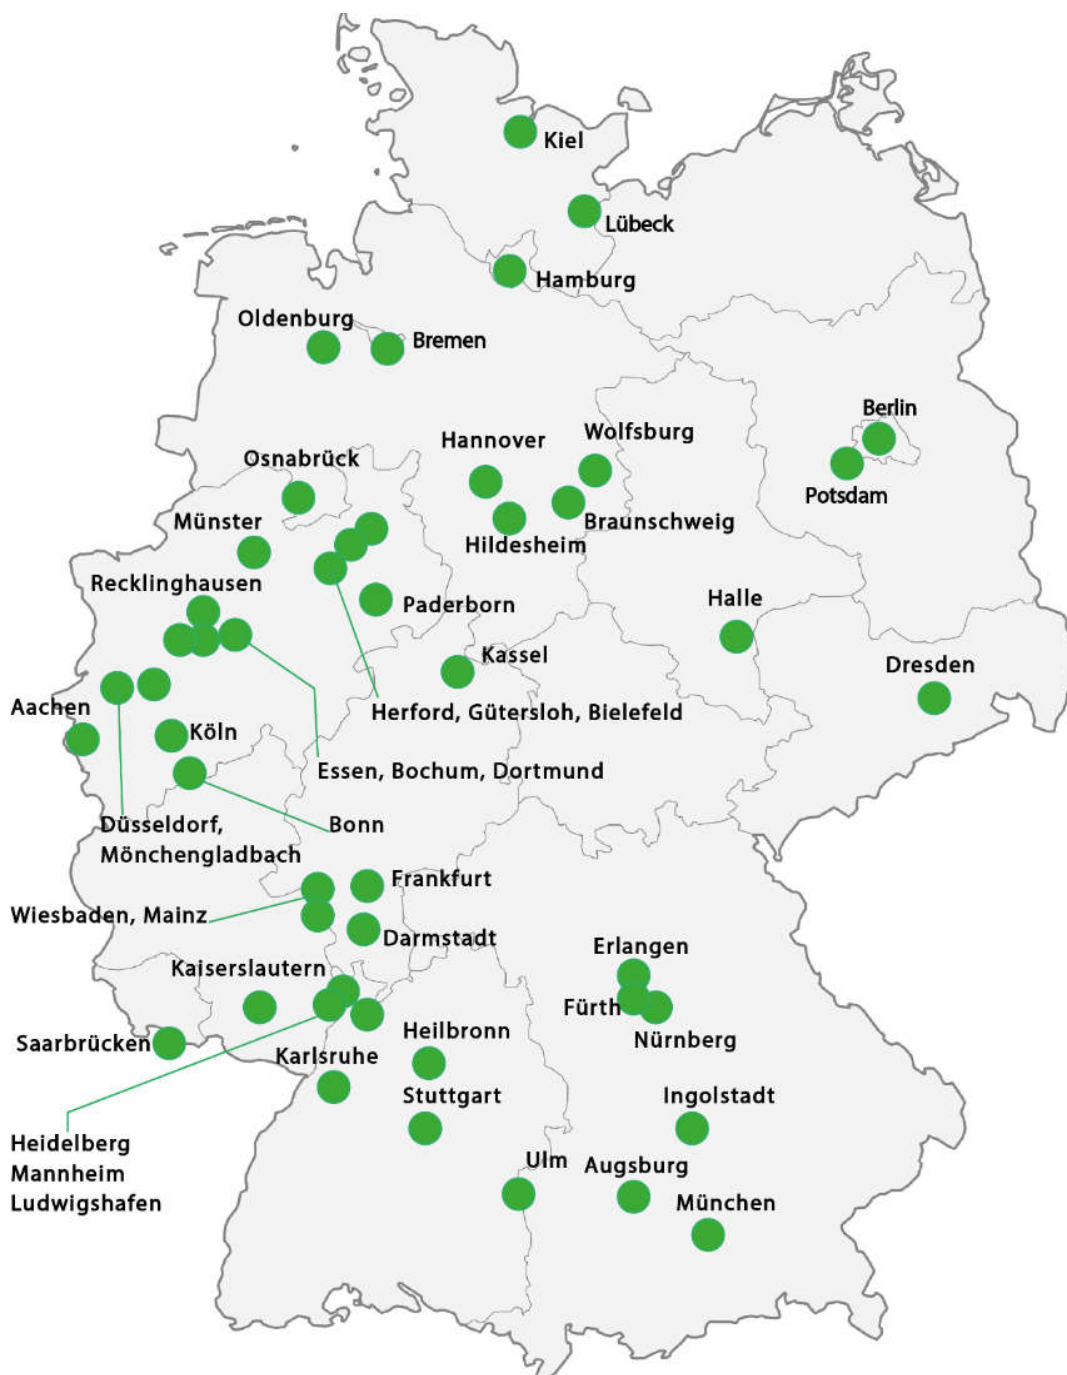 Kiel
Lübeck
Hamburg
Oldenburg
Bremen
Berlin
Wolfsburg
Hannover
Osnabrück
Potsdam
Münster
Braunschweig
Hildesheim
Recklinghausen
Halle
Paderborn
Kassel
Dresden
Aachen
Herford, Gütersloh, Bielefeld
Köln
Essen, Bochum, Dortmund
Düsseldorf,
Mönchengladbach
Bonn
Frankfurt
Wiesbaden, Mainz
Darmstadt
Erlangen
Kaiserslautern
Fürth
Heilbronn
Nürnberg
Saarbrücken
Karlsruhe
Stuttgart
Ingolstadt
Heidelberg
Mannheim
Ludwigshafen
Ulm
Augsburg
München